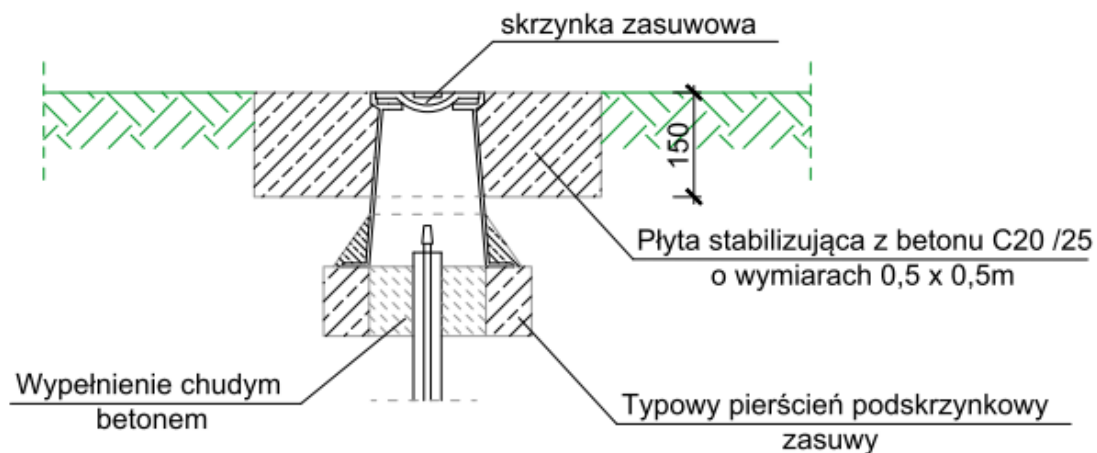 skrzynka zasuwowa
150
Płyta stabilizująca z betonu C20 /25
o wymiarach 0,5 x 0,5m
Wypełnienie chudym
betonem
Typowy pierścień podskrzynkowy
zasuwy